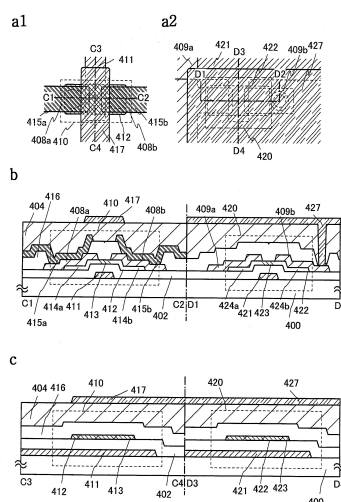 a1
a2
C3
411
C1
C2
415a
415b
408a
410
408b
412
C4
417
409a
421
D3
422
409b
427
D1
D2
D4
420
b
416
404
408a
410
417
408b
409a
420
409b
427
C1
414a
413
415b
C2
D1
424a
423
422
D
411
412
402
421
424b
400
415a
414b
c
404
416
410
417
420
427
C3
411
C4
D3
421
423
D
412
413
402
422
400